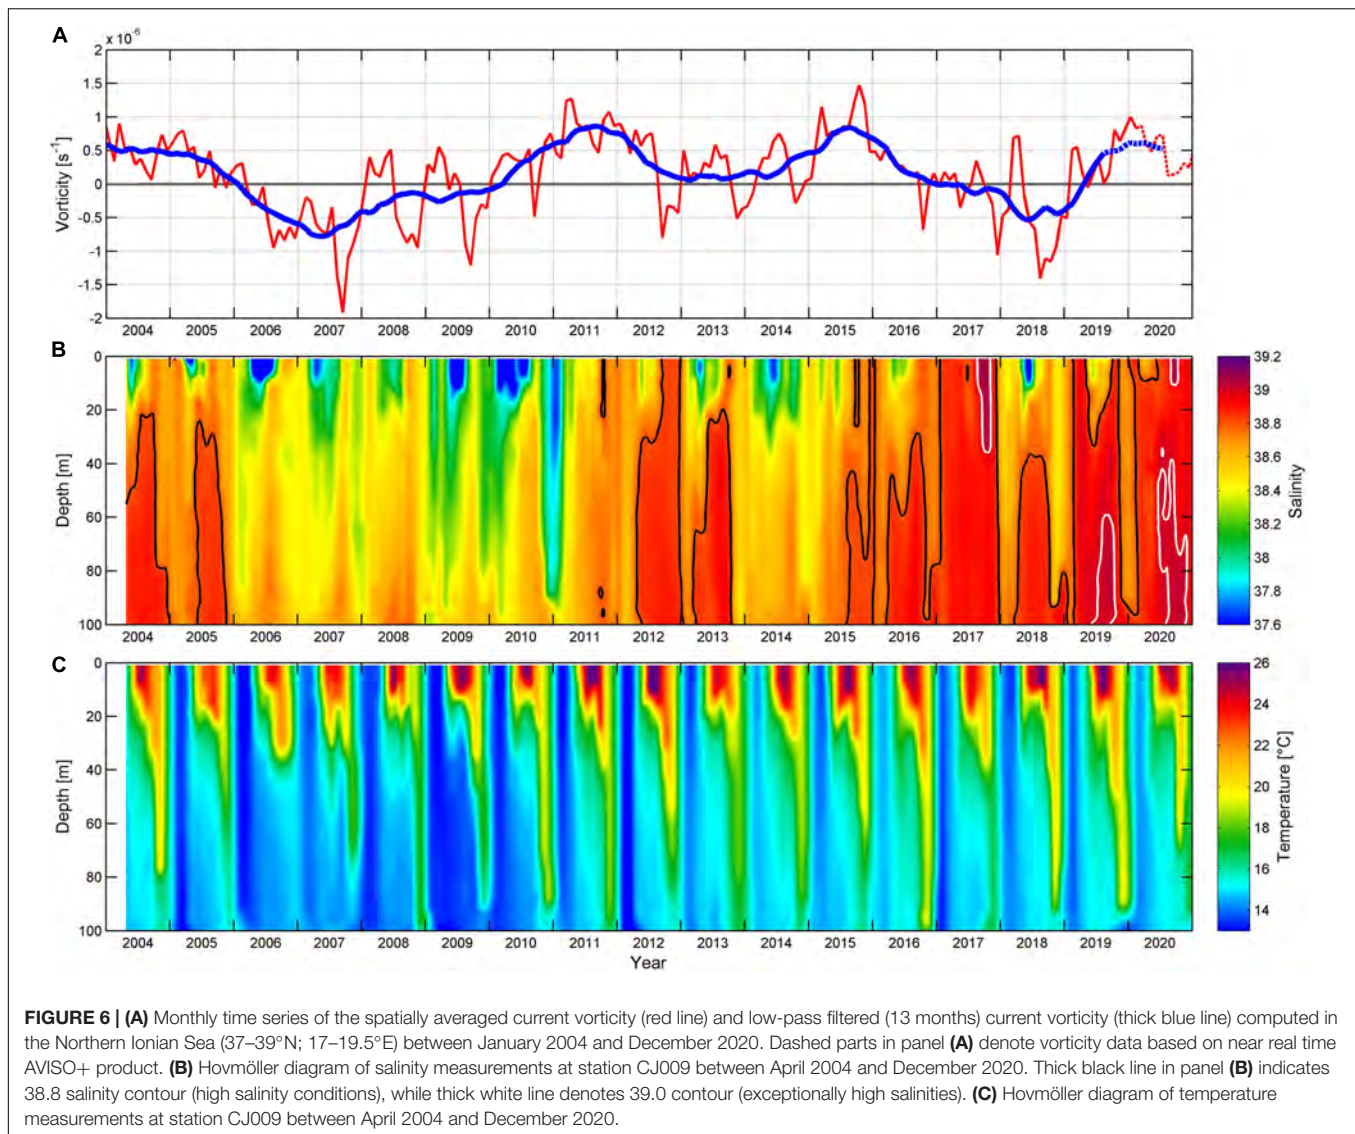 A
x 10⁻⁶
2
1.5
1
0.5
0
-0.5
-1
-1.5
-2
Vorticity [s⁻¹]
2004 2005 2006 2007 2008 2009 2010 2011 2012 2013 2014 2015 2016 2017 2018 2019 2020
B
0
20
40
60
80
100
Depth [m]
2004 2005 2006 2007 2008 2009 2010 2011 2012 2013 2014 2015 2016 2017 2018 2019 2020
39.2
39
38.8
38.6
38.4
38.2
38
37.8
37.6
Salinity
C
0
20
40
60
80
100
Depth [m]
2004 2005 2006 2007 2008 2009 2010 2011 2012 2013 2014 2015 2016 2017 2018 2019 2020
Year
26
24
22
20
18
16
14
Temperature [°C]
FIGURE 6 | (A) Monthly time series of the spatially averaged current vorticity (red line) and low-pass filtered (13 months) current vorticity (thick blue line) computed in
the Northern Ionian Sea (37–39°N; 17–19.5°E) between January 2004 and December 2020. Dashed parts in panel (A) denote vorticity data based on near real time
AVISO+ product. (B) Hovmöller diagram of salinity measurements at station CJ009 between April 2004 and December 2020. Thick black line in panel (B) indicates
38.8 salinity contour (high salinity conditions), while thick white line denotes 39.0 contour (exceptionally high salinities). (C) Hovmöller diagram of temperature
measurements at station CJ009 between April 2004 and December 2020.